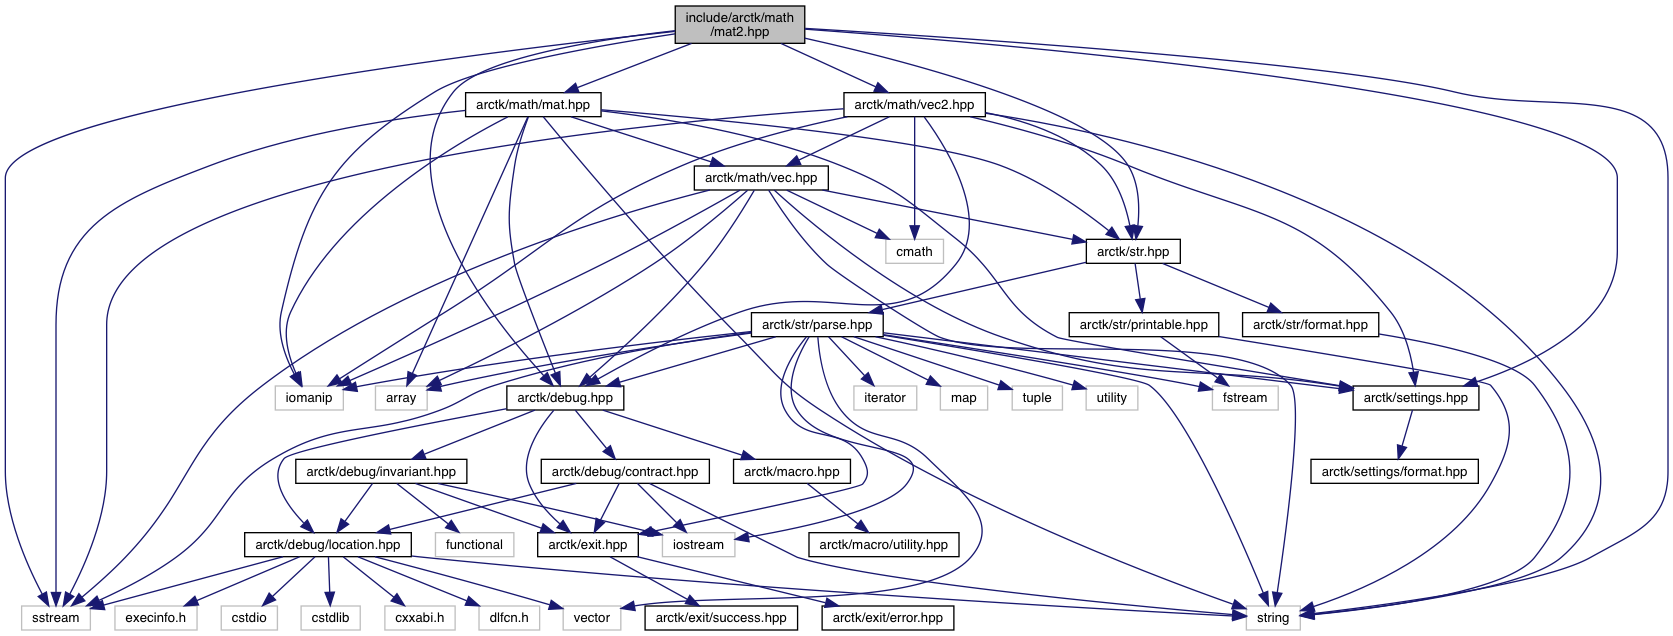 include/arctk/math
/mat2.hpp
arctk/math/mat.hpp
arctk/math/vec2.hpp
arctk/math/vec.hpp
cmath
arctk/str.hpp
arctk/str/parse.hpp
arctk/str/printable.hpp
arctk/str/format.hpp
iomanip
array
arctk/debug.hpp
iterator
map
tuple
utility
fstream
arctk/settings.hpp
arctk/debug/invariant.hpp
arctk/debug/contract.hpp
arctk/macro.hpp
arctk/settings/format.hpp
arctk/debug/location.hpp
functional
arctk/exit.hpp
iostream
arctk/macro/utility.hpp
sstream
execinfo.h
cstdio
cstdlib
cxxabi.h
dlfcn.h
vector
arctk/exit/success.hpp
arctk/exit/error.hpp
string